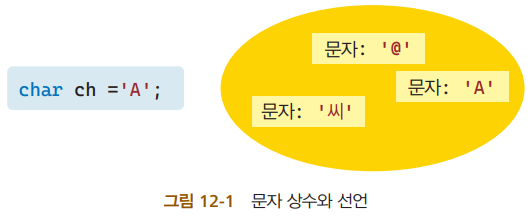 char ch ='A';
문자: '@'
문자: 'A'
문자: '씨'
그림 12-1 문자 상수와 선언